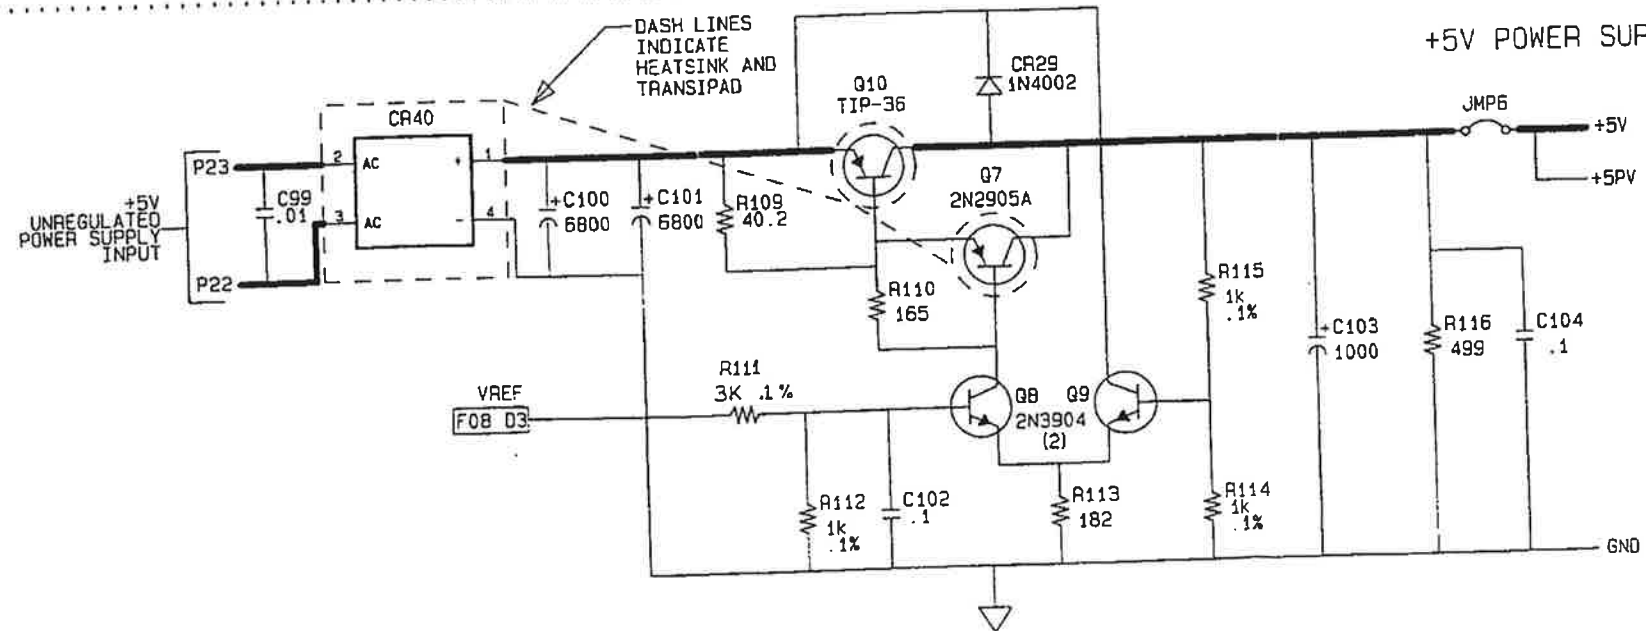 DASH LINES
INDICATE
HEATSINK AND
TRANSIPAD
+5V POWER SUP
CR40
Q10
TIP-36
CR29
1N4002
JMP6
+5V
+5PV
P23
2
AC
+
1
C99
.01
+5V
UNREGULATED
POWER SUPPLY
INPUT
3
AC
-
4
P22
+
C100
6800
+
C101
6800
R109
40.2
Q7
2N2905A
R110
165
R115
1k
.1%
+
C103
1000
R116
499
C104
.1
VREF
F08 D3
R111
3K .1%
Q8
Q9
2N3904
(2)
R112
1k
.1%
C102
.1
R113
182
R114
1k
.1%
GND